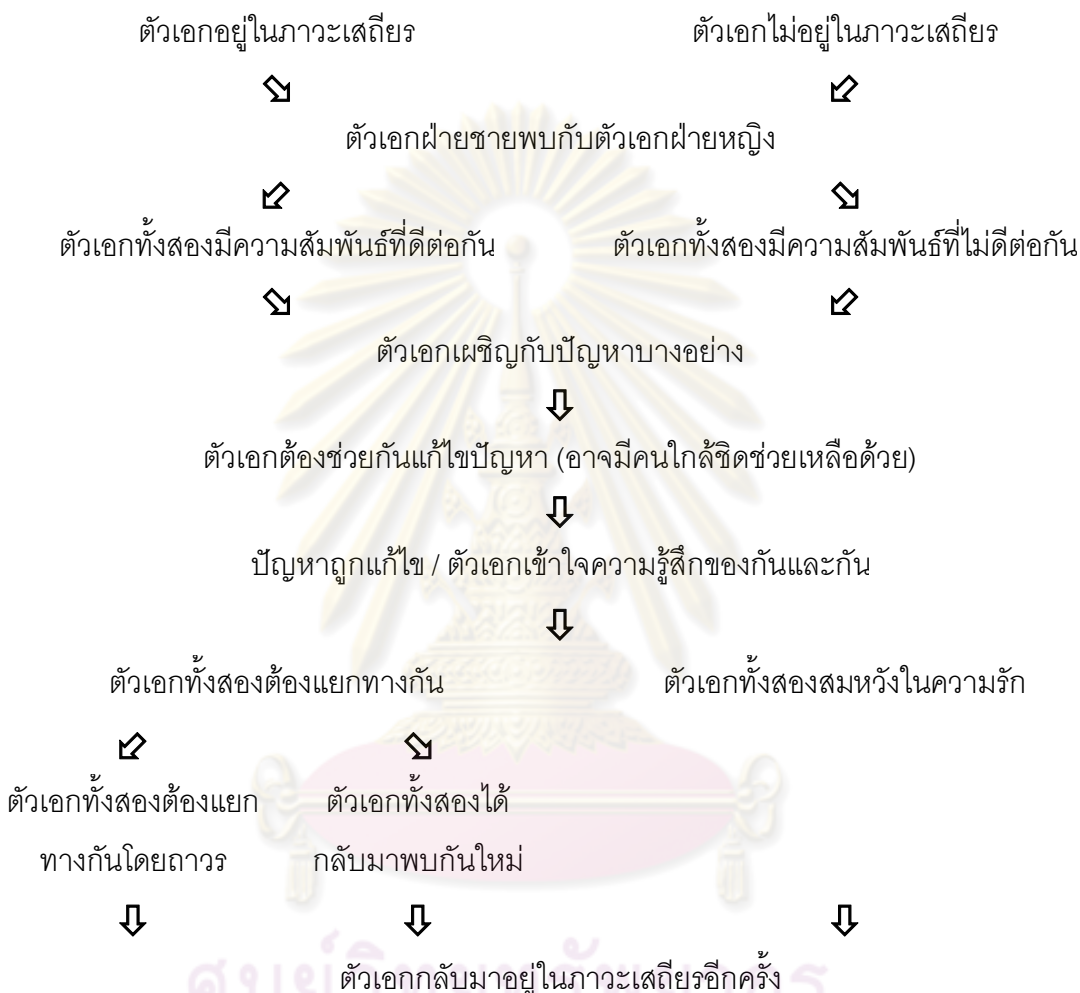 ตัวเอกอยู่ในภาวะเสถียร ตัวเอกไม่อยู่ในภาวะเสถียร
ตัวเอกฝ่ายชายพบกับตัวเอกฝ่ายหญิง
ตัวเอกทั้งสองมีความสัมพันธ์ที่ดีต่อกัน ตัวเอกทั้งสองมีความสัมพันธ์ที่ไม่ดีต่อกัน
ตัวเอกเผชิญกับปัญหาบางอย่าง
ตัวเอกต้องช่วยกันแก้ไขปัญหา (อาจมีคนใกล้ชิดช่วยเหลือด้วย)
ปัญหาถูกแก้ไข / ตัวเอกเข้าใจความรู้สึกของกันและกัน
ตัวเอกทั้งสองต้องแยกทางกัน ตัวเอกทั้งสองสมหวังในความรัก
ตัวเอกทั้งสองต้องแยก ตัวเอกทั้งสองได้
ทางกันโดยถาวร กลับมาพบกันใหม่
ตัวเอกกลับมาอยู่ในภาวะเสถียรอีกครั้ง